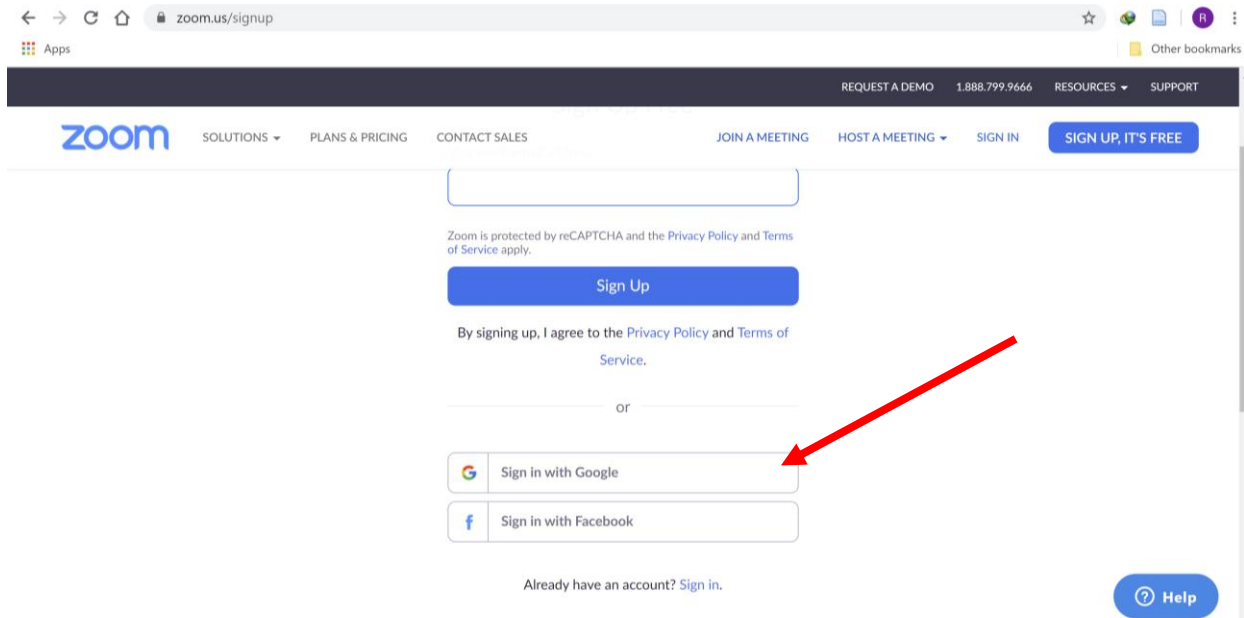 zoom.us/signup
R
Apps
Other bookmarks
REQUEST A DEMO 1.888.799.9666 RESOURCES SUPPORT
zoom SOLUTIONS PLANS & PRICING CONTACT SALES JOIN A MEETING HOST A MEETING SIGN IN SIGN UP, IT'S FREE
Zoom is protected by reCAPTCHA and the Privacy Policy and Terms
of Service apply.
Sign Up
By signing up, I agree to the Privacy Policy and Terms of
Service.
or
G Sign in with Google
f Sign in with Facebook
Already have an account? Sign in.
? Help